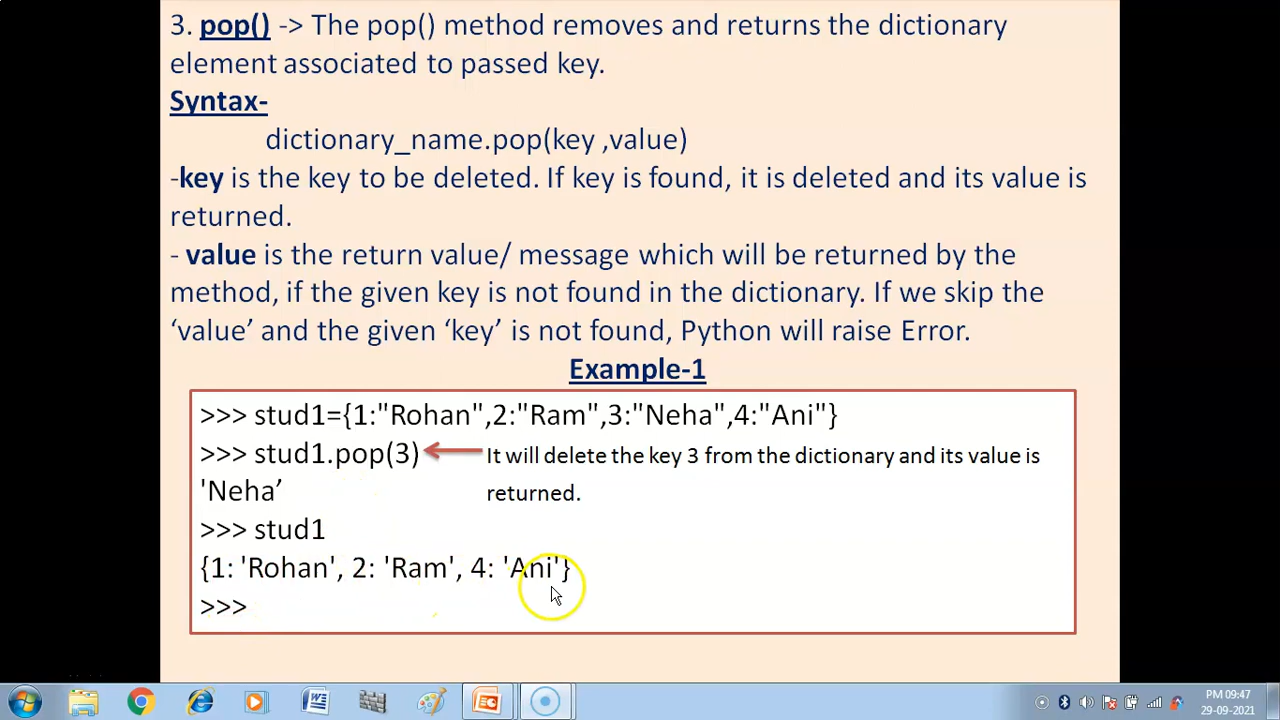 3. pop() -> The pop() method removes and returns the dictionary
element associated to passed key.
Syntax-
dictionary_name.pop(key ,value)
-key is the key to be deleted. If key is found, it is deleted and its value is
returned.
- value is the return value/ message which will be returned by the
method, if the given key is not found in the dictionary. If we skip the
‘value’ and the given ‘key’ is not found, Python will raise Error.
Example-1
>>> stud1={1:"Rohan",2:"Ram",3:"Neha",4:"Ani"}
>>> stud1.pop(3)
It will delete the key 3 from the dictionary and its value is
returned.
'Neha’
>>> stud1
{1: 'Rohan', 2: 'Ram', 4: 'Ani'}
>>>
PM 09:47
29-09-2021